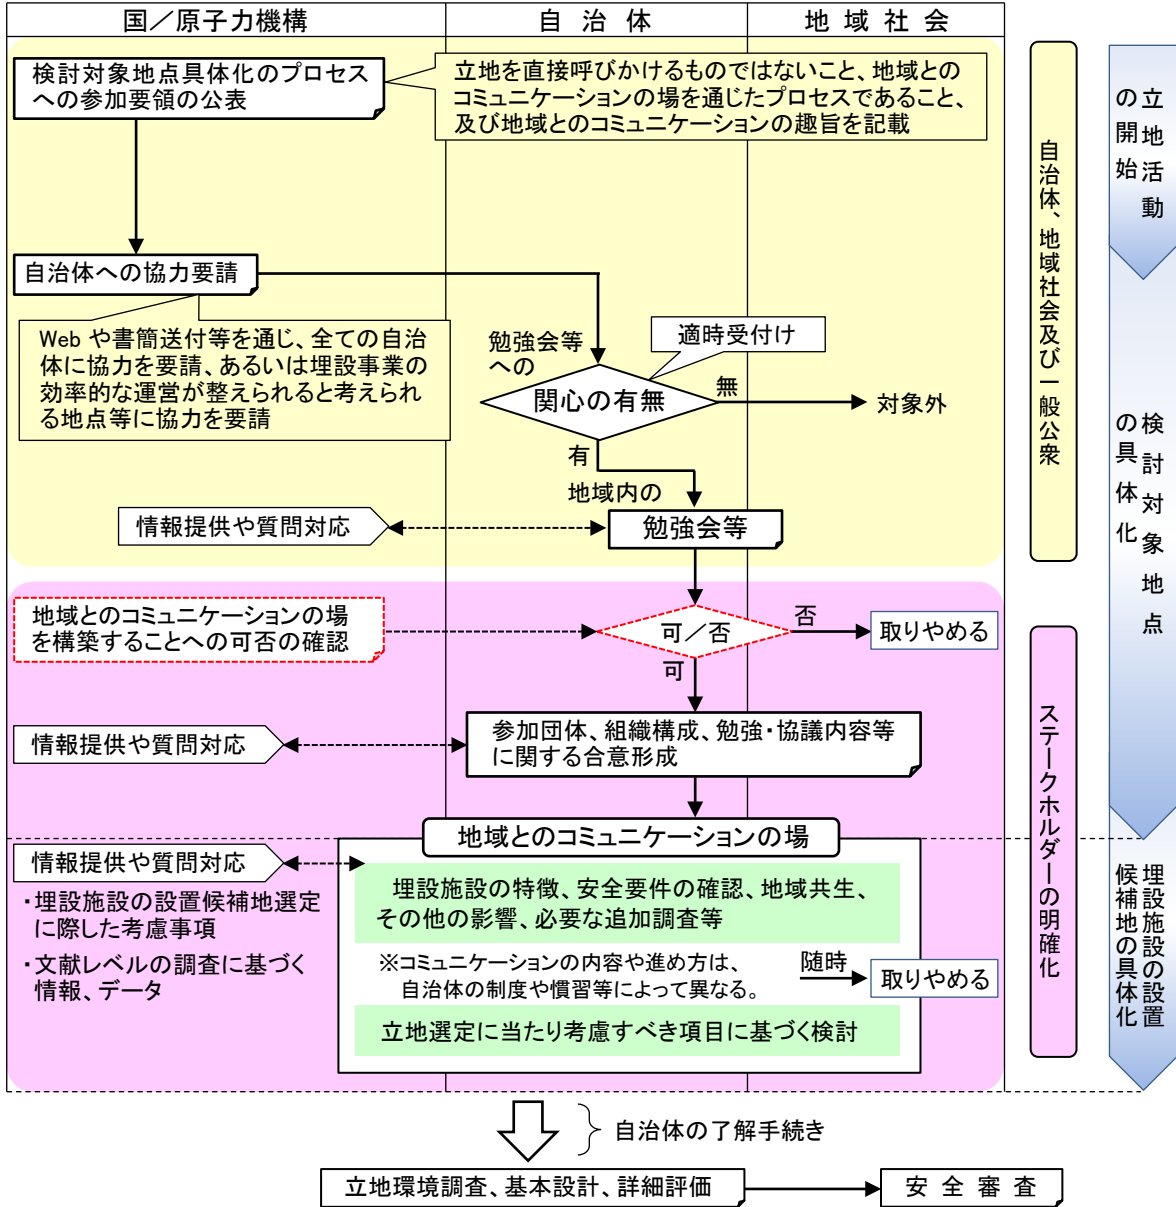 国／原子力機構
自 治 体
地 域 社 会
検討対象地点具体化のプロセス
への参加要領の公表
立地を直接呼びかけるものではないこと、地域との
コミュニケーションの場を通じたプロセスであること、
及び地域とのコミュニケーションの趣旨を記載
自治体への協力要請
Web や書簡送付等を通じ、全ての自治
体に協力を要請、あるいは埋設事業の
効率的な運営が整えられると考えられ
る地点等に協力を要請
勉強会等
への
適時受付け
関心の有無
無
対象外
有
地域内の
情報提供や質問対応
勉強会等
地域とのコミュニケーションの場
を構築することへの可否の確認
可／否
否
取りやめる
可
情報提供や質問対応
参加団体、組織構成、勉強・協議内容等
に関する合意形成
地域とのコミュニケーションの場
情報提供や質問対応
・埋設施設の設置候補地選定
に際した考慮事項
・文献レベルの調査に基づく
情報、データ
埋設施設の特徴、安全要件の確認、地域共生、
その他の影響、必要な追加調査等
※コミュニケーションの内容や進め方は、
自治体の制度や慣習等によって異なる。
随時
取りやめる
立地選定に当たり考慮すべき項目に基づく検討
自治体、地域社会及び一般公衆
ステークホルダーの明確化
立地活動
の開始
検討対象地点
の具体化
埋設施設の設置
候補地の具体化
自治体の了解手続き
立地環境調査、基本設計、詳細評価
安 全 審 査